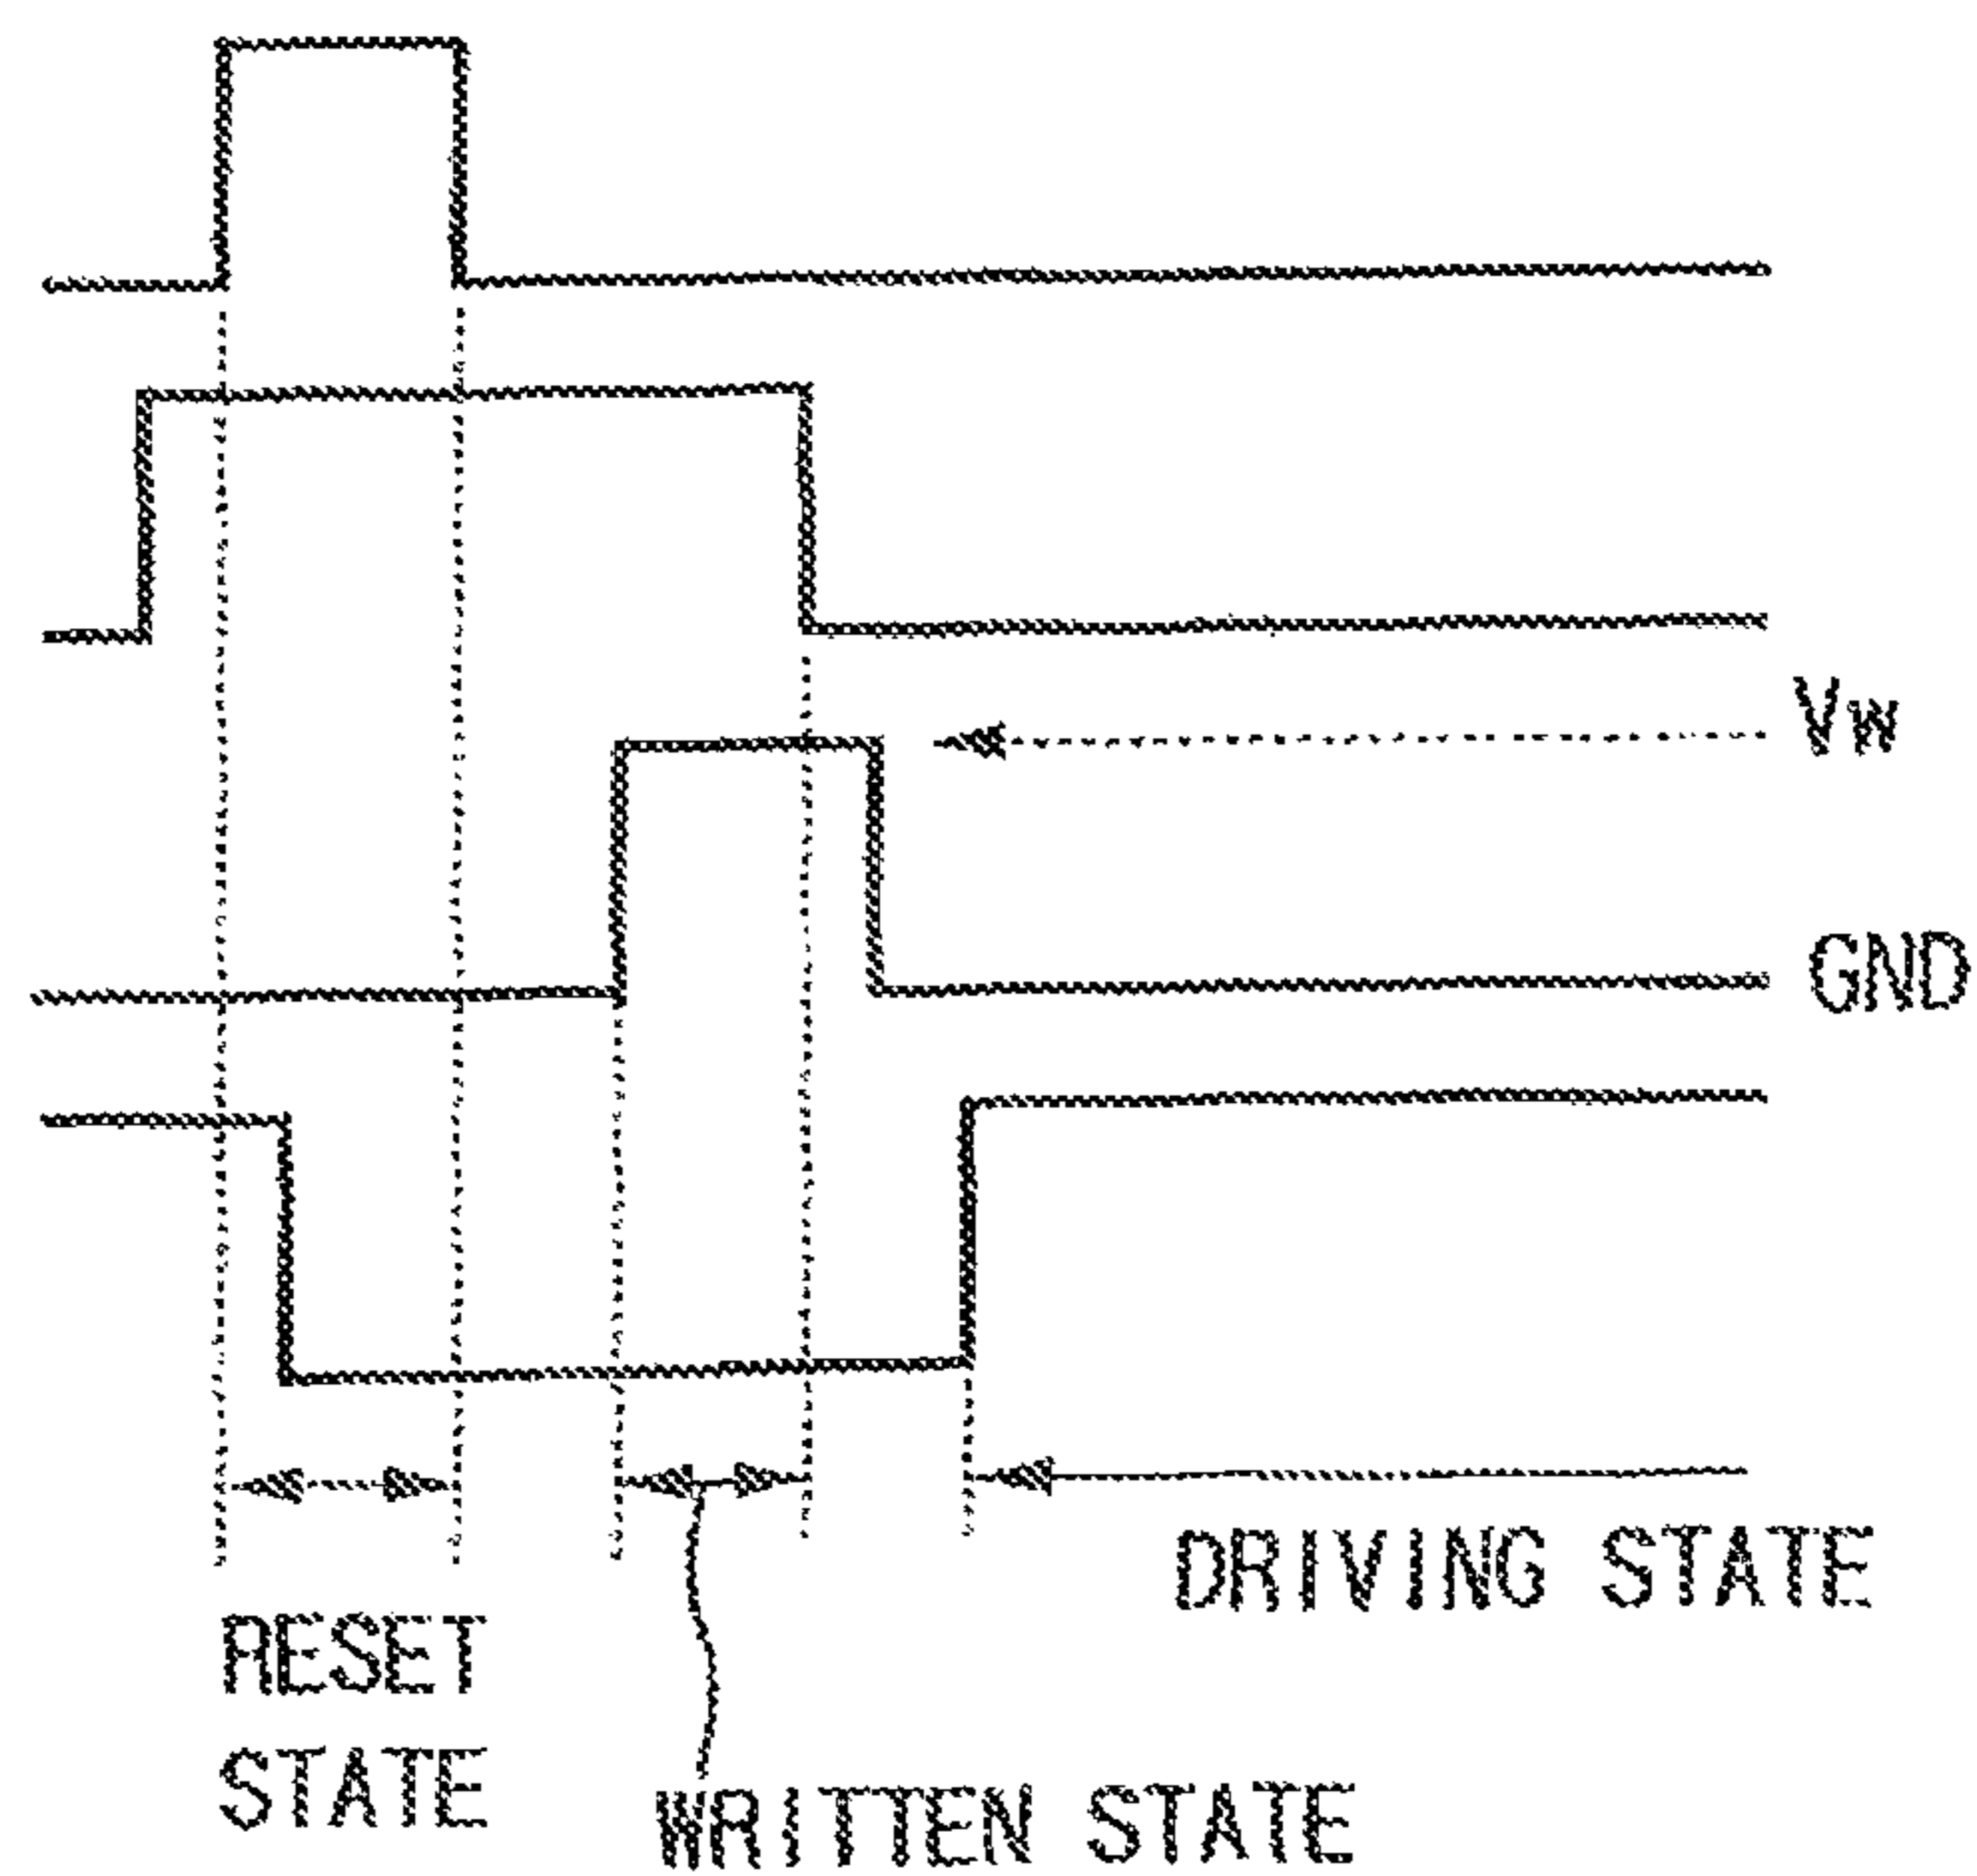 Vw
GND
DRIVING STATE
RESET
STATE
WRITTEN STATE